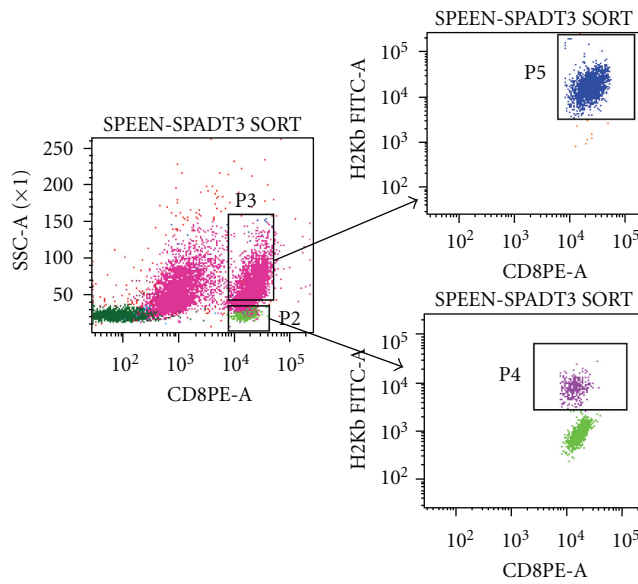 SPEEN-SPADT3 SORT
SSC-A (×1)
250
200
150
100
50
P3
P2
10² 10³ 10⁴ 10⁵
CD8PE-A
SPEEN-SPADT3 SORT
H2Kb FITC-A
10⁵
10⁴
10³
10²
P5
10² 10³ 10⁴ 10⁵
CD8PE-A
SPEEN-SPADT3 SORT
H2Kb FITC-A
10⁵
10⁴
10³
10²
P4
10² 10³ 10⁴ 10⁵
CD8PE-A